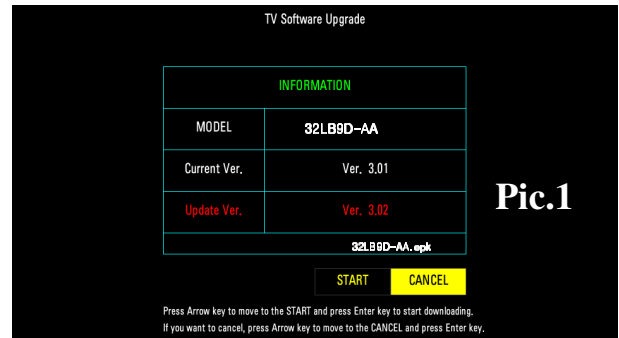 TV Software Upgrade
INFORMATION
MODEL 32LB9D-AA
Current Ver. Ver. 3.01
Update Ver. Ver. 3.02
32LB9D-AA.epk
Pic.1
START CANCEL
Press Arrow key to move to the START and press Enter key to start downloading.
If you want to cancel, press Arrow key to move to the CANCEL and press Enter key.